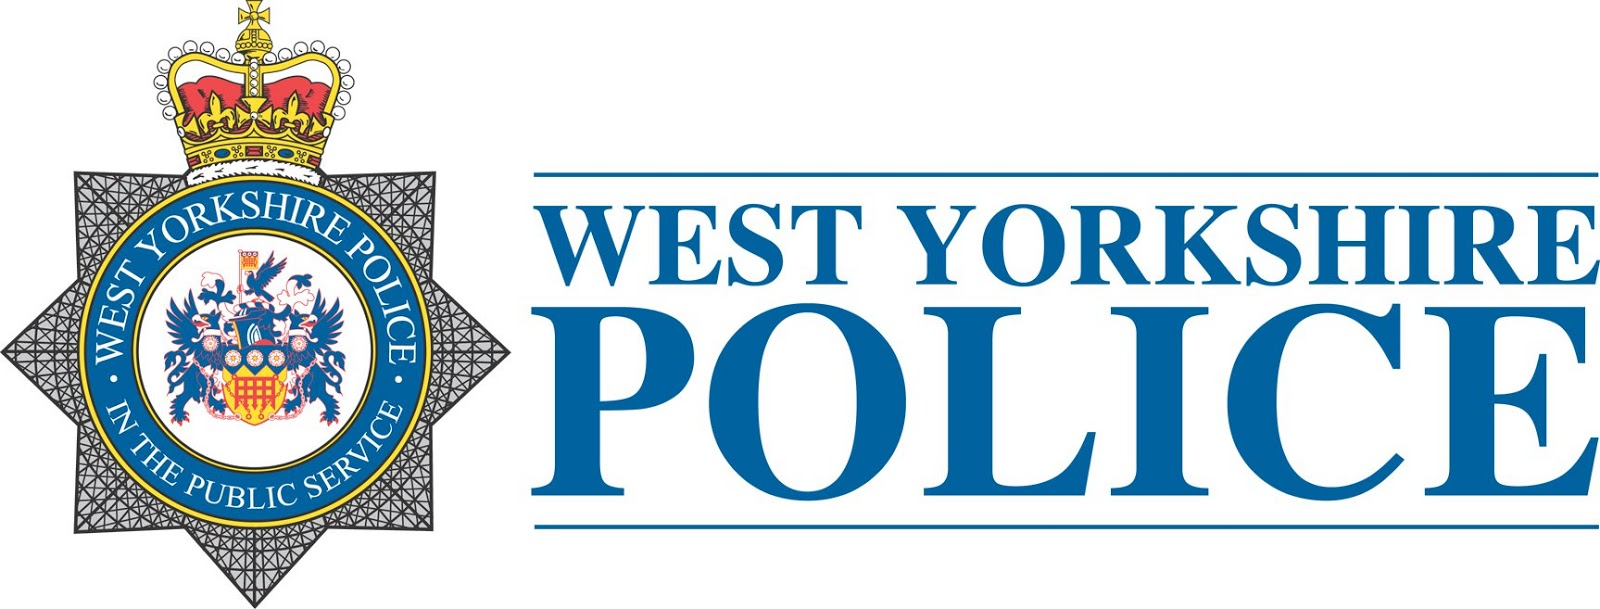 WEST YORKSHIRE POLICE
IN THE PUBLIC SERVICE
WEST YORKSHIRE
POLICE